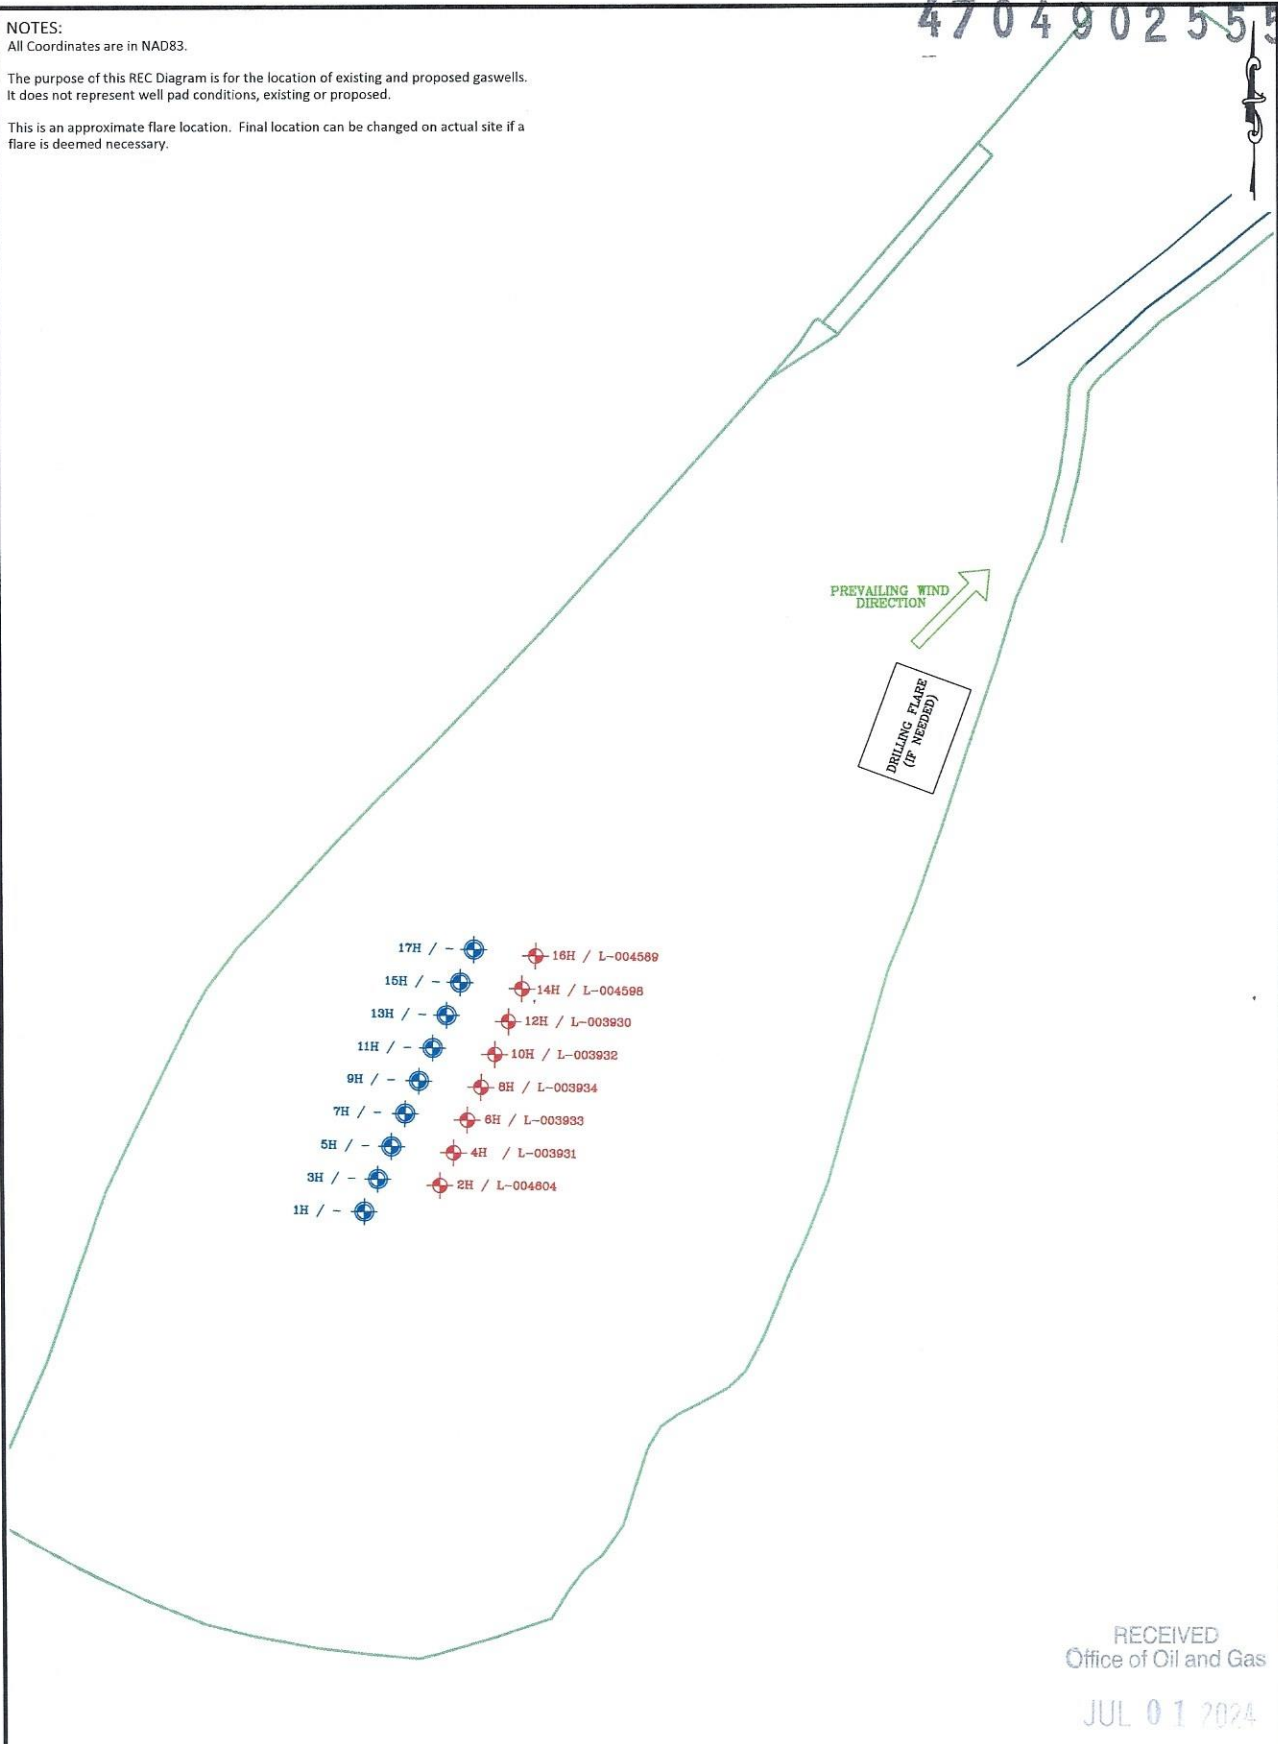 4704902555
NOTES:
All Coordinates are in NAD83.
The purpose of this REC Diagram is for the location of existing and proposed gaswells.
It does not represent well pad conditions, existing or proposed.
This is an approximate flare location. Final location can be changed on actual site if a
flare is deemed necessary.
PREVAILING WIND
DIRECTION
DRILLING FLARE
(IF NEEDED)
17H / -
16H / L-004589
15H / -
14H / L-004598
13H / -
12H / L-003930
11H / -
10H / L-003932
9H / -
8H / L-003934
7H / -
6H / L-003933
5H / -
4H / L-003931
3H / -
2H / L-004604
1H / -
RECEIVED
Office of Oil and Gas
JUL 01 2024